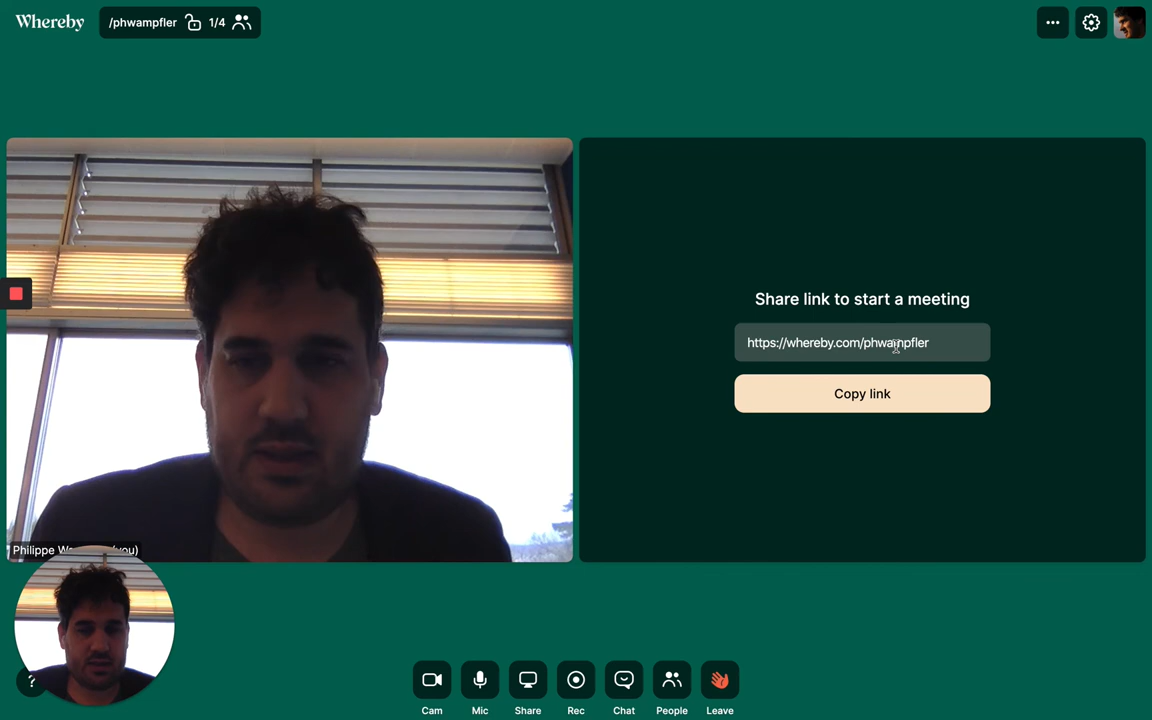 Whereby
/phwampfler 1/4
Share link to start a meeting
https://whereby.com/phwampfler
Copy link
Philippe (you)
?
Cam Mic Share Rec Chat People Leave